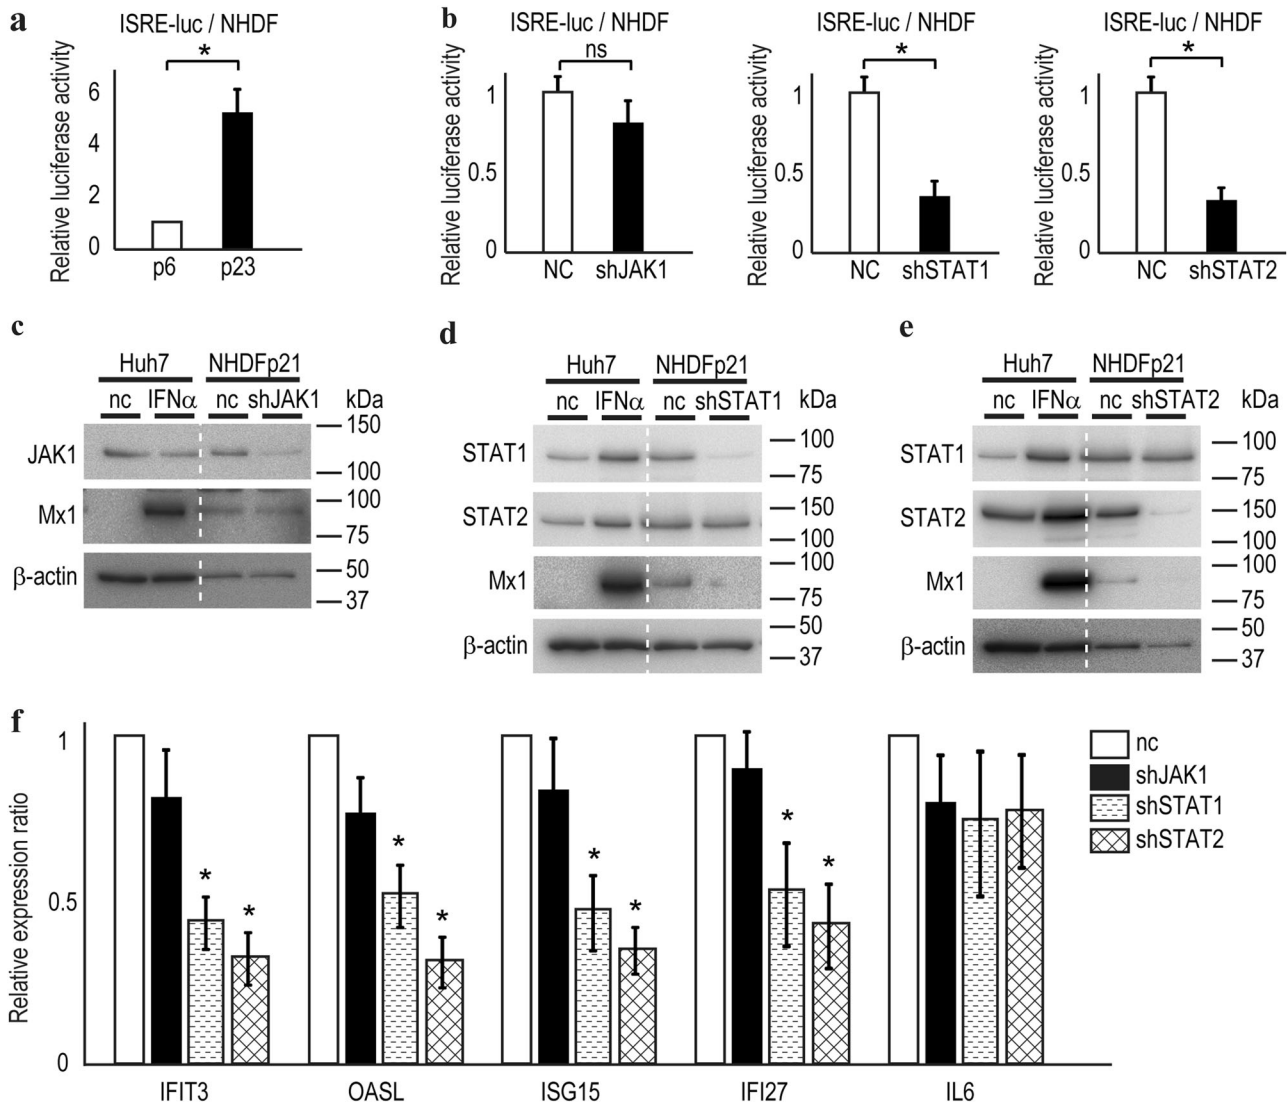 a
ISRE-luc / NHDF
*
Relative luciferase activity
6
4
2
0
p6 p23
b
ISRE-luc / NHDF
ns
Relative luciferase activity
1
0.5
0
NC shJAK1
ISRE-luc / NHDF
*
Relative luciferase activity
1
0.5
0
NC shSTAT1
ISRE-luc / NHDF
*
Relative luciferase activity
1
0.5
0
NC shSTAT2
c
Huh7 NHDFp21
nc IFNα nc shJAK1 kDa
JAK1
150
100
Mx1
100
75
β-actin
50
37
d
Huh7 NHDFp21
nc IFNα nc shSTAT1 kDa
STAT1
100
75
STAT2
150
100
Mx1
100
75
β-actin
50
37
e
Huh7 NHDFp21
nc IFNα nc shSTAT2 kDa
STAT1
100
75
STAT2
150
100
Mx1
100
75
β-actin
50
37
f
Relative expression ratio
1
0.5
0
* *
* *
* *
* *
IFIT3 OASL ISG15 IFI27 IL6
nc
shJAK1
shSTAT1
shSTAT2